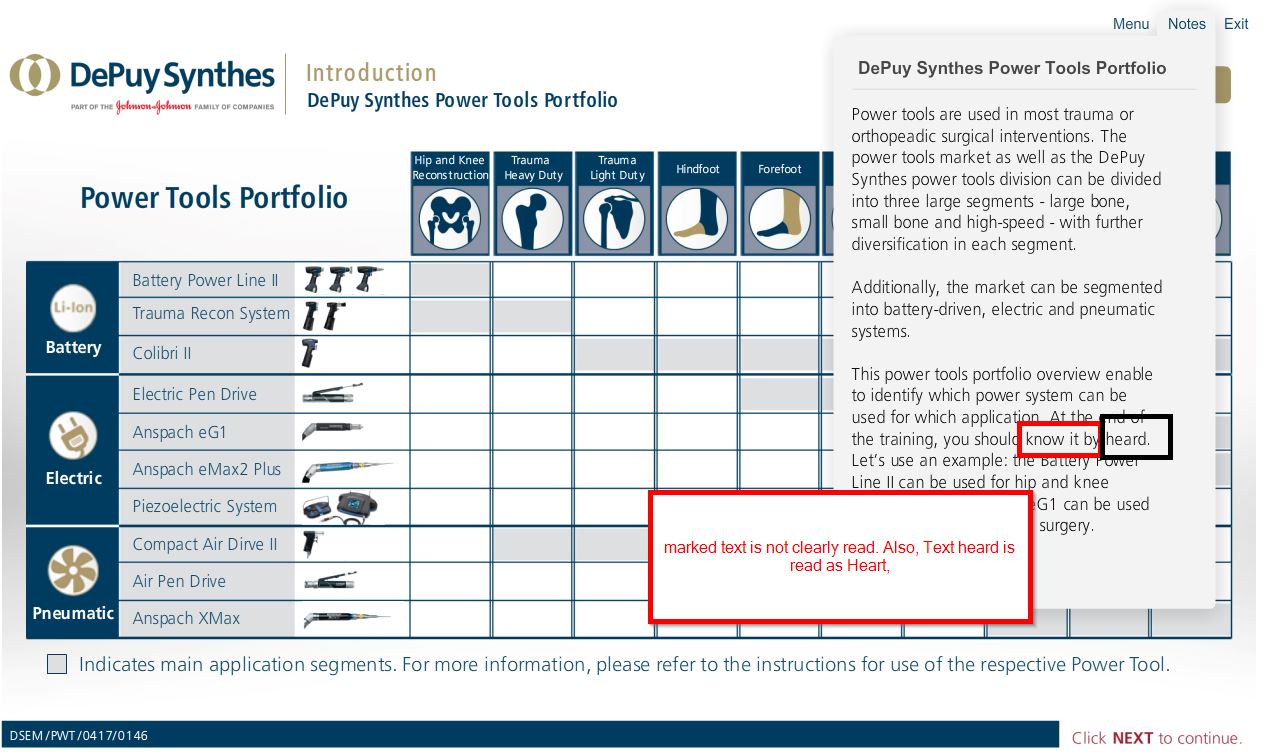 Menu Notes Exit
DePuy Synthes
PART OF THE Johnson & Johnson FAMILY OF COMPANIES
Introduction
DePuy Synthes Power Tools Portfolio
Power Tools Portfolio
Hip and Knee
Reconstruction
Trauma
Heavy Duty
Trauma
Light Duty
Hindfoot
Forefoot
Li-Ion
Battery
Battery Power Line II
Trauma Recon System
Colibri II
Electric
Electric Pen Drive
Anspach eG1
Anspach eMax2 Plus
Piezoelectric System
Pneumatic
Compact Air Dirve II
Air Pen Drive
Anspach XMax
DePuy Synthes Power Tools Portfolio
Power tools are used in most trauma or
orthopeadic surgical interventions. The
power tools market as well as the DePuy
Synthes power tools division can be divided
into three large segments - large bone,
small bone and high-speed - with further
diversification in each segment.
Additionally, the market can be segmented
into battery-driven, electric and pneumatic
systems.
This power tools portfolio overview enable
to identify which power system can be
used for which application. At the end of
the training, you should know it by heard.
Let's use an example: the Battery Power
Line II can be used for hip and knee
eG1 can be used
surgery.
marked text is not clearly read. Also, Text heard is
read as Heart,
Indicates main application segments. For more information, please refer to the instructions for use of the respective Power Tool.
DSEM/PWT/0417/0146
Click NEXT to continue.